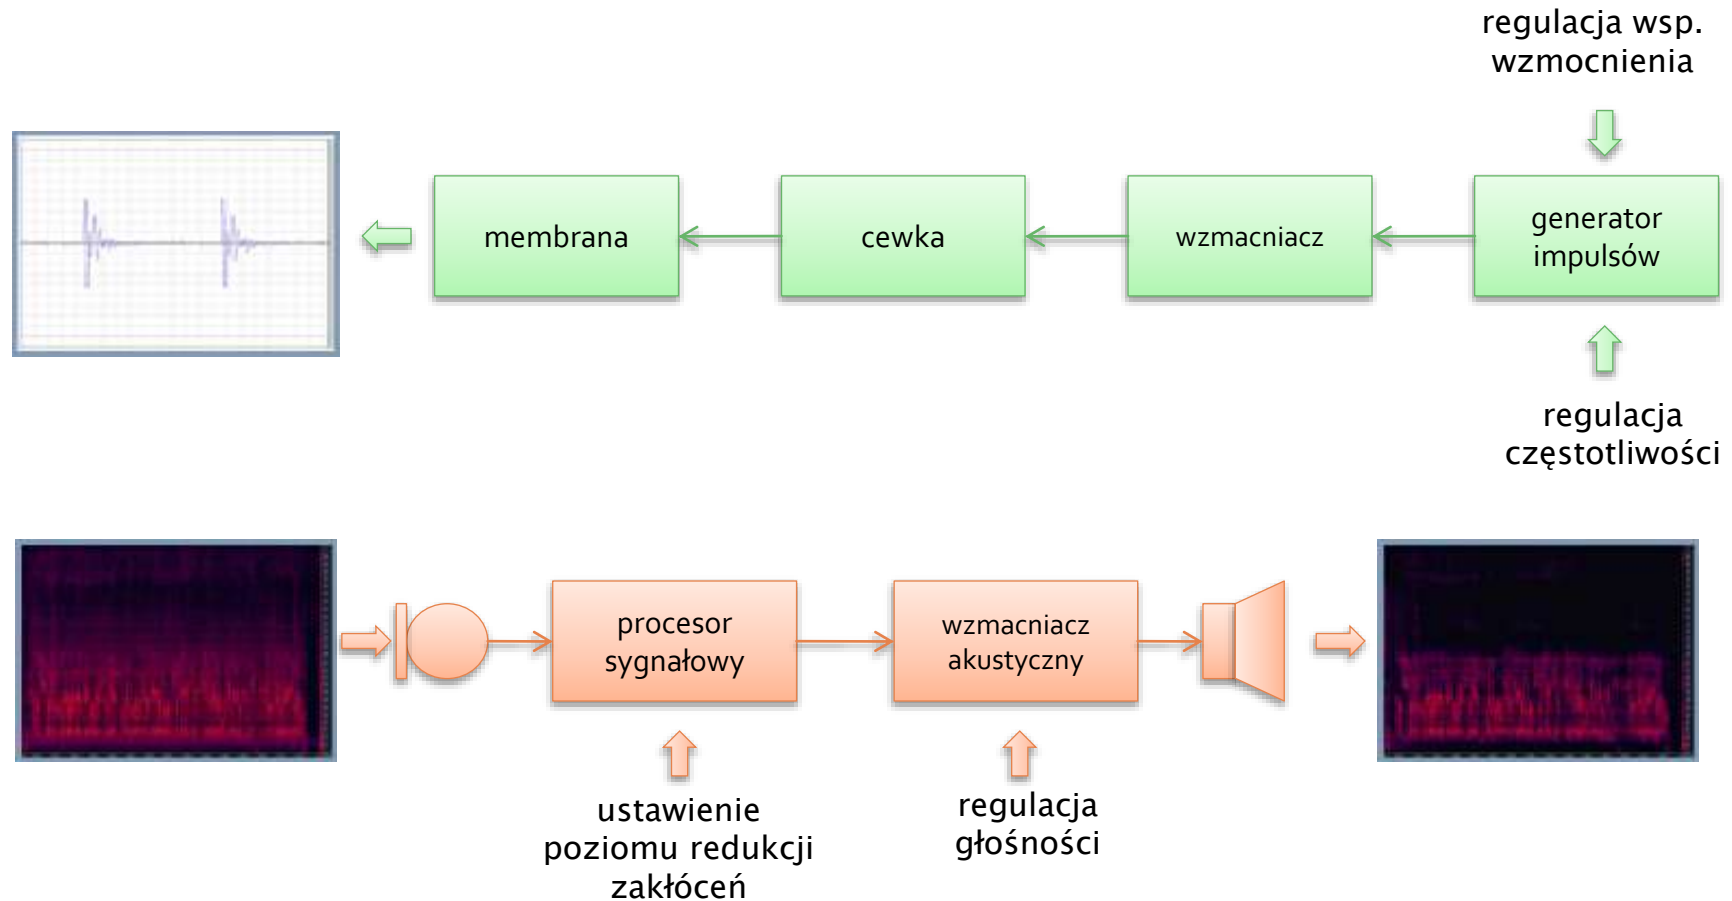 regulacja wsp.
wzmocnienia
membrana
cewka
wzmacniacz
generator
impulsów
regulacja
częstotliwości
procesor
sygnałowy
wzmacniacz
akustyczny
ustawienie
poziomu redukcji
zakłóceń
regulacja
głośności